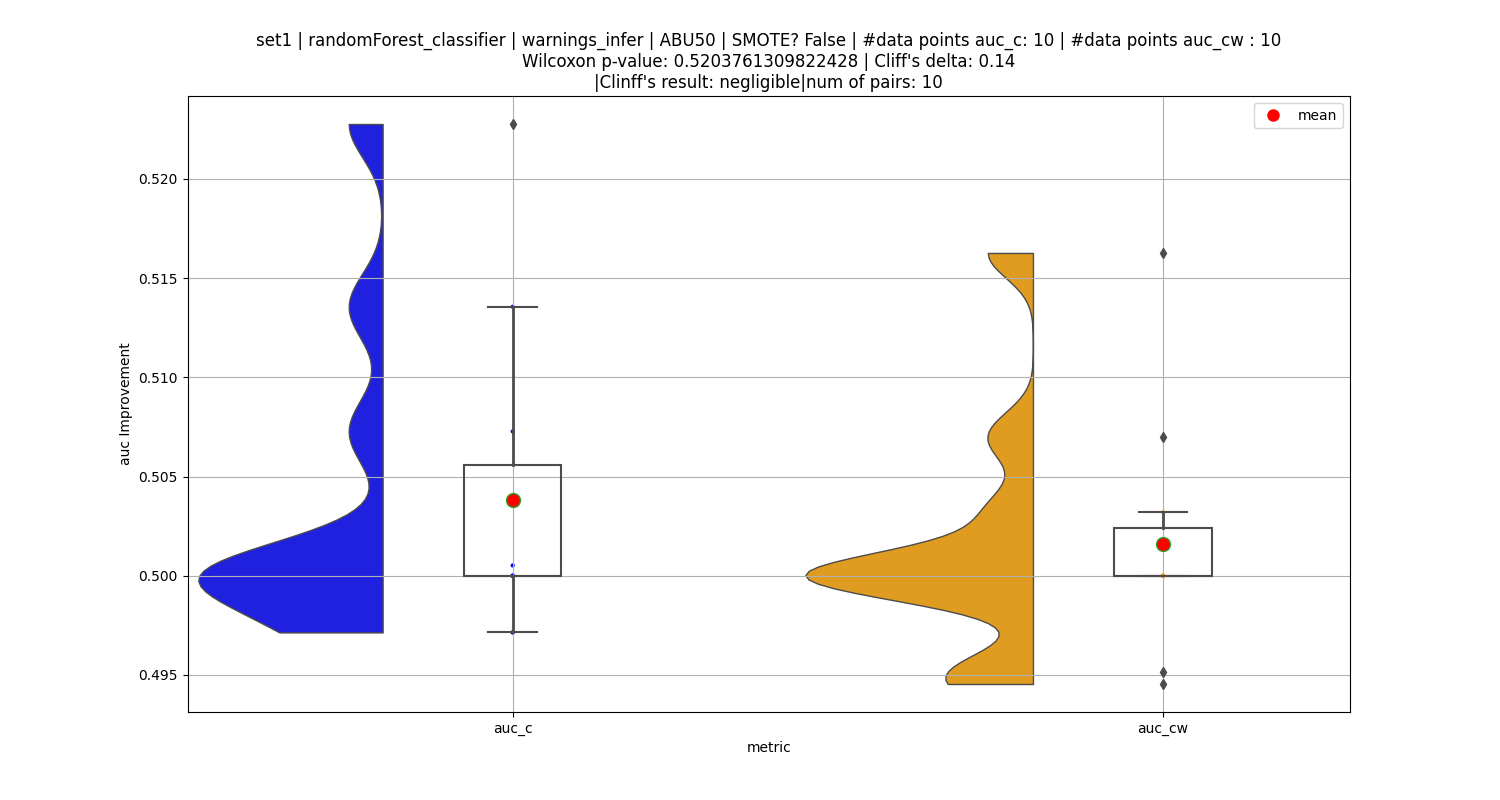 set1 | randomForest_classifier | warnings_infer | ABU50 | SMOTE? False | #data points auc_c: 10 | #data points auc_cw : 10
Wilcoxon p-value: 0.5203761309822428 | Cliff's delta: 0.14
|Clinff's result: negligible|num of pairs: 10
mean
0.520
0.515
0.510
0.505
0.500
0.495
auc Improvement
auc_c
auc_cw
metric